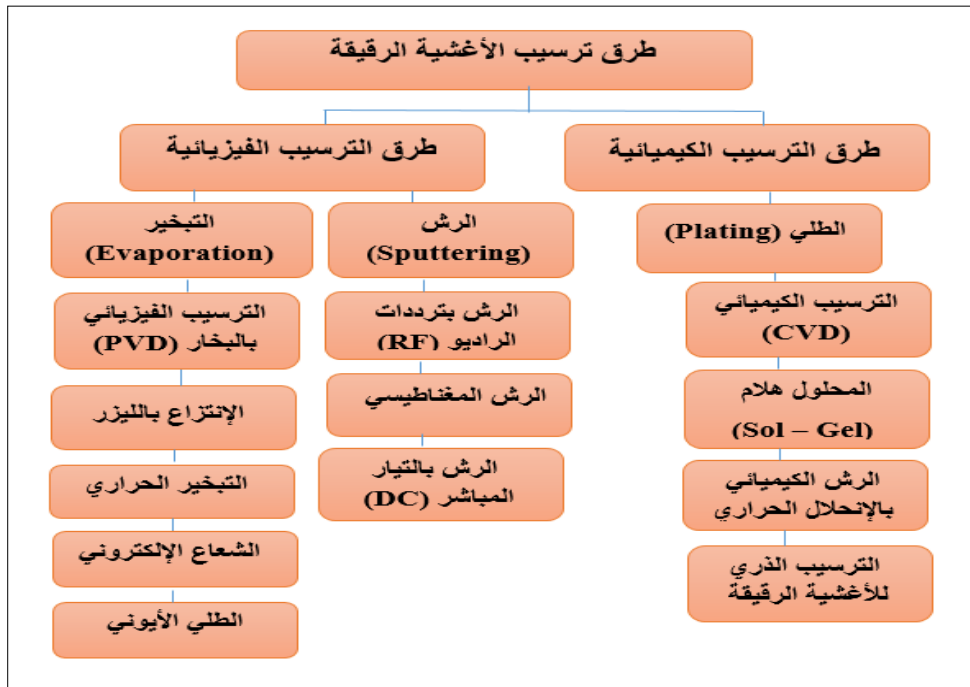 طرق ترسيب الأغشية الرقيقة
طرق الترسيب الكيميائية
الطلي (Plating)
الترسيب الكيميائي
(CVD)
المحلول هلام
(Sol – Gel)
الرش الكيميائي
بالإنحلال الحراري
الترسيب الذري
للأغشية الرقيقة
طرق الترسيب الفيزيائية
الرش
(Sputtering)
الرش بترددات
الراديو (RF)
الرش المغناطيسي
الرش بالتيار
المباشر (DC)
التبخير
(Evaporation)
الترسيب الفيزيائي
بالبخار (PVD)
الإنتزاع بالليزر
التبخير الحراري
الشعاع الإلكتروني
الطلي الأيوني